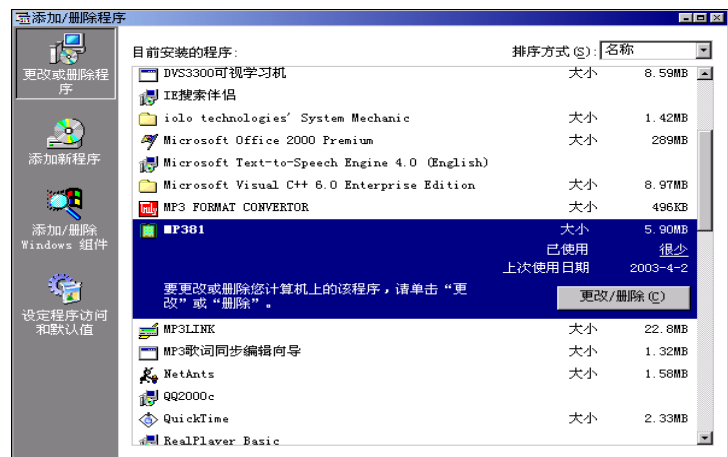 添加/删除程序
更改或删除程序
添加新程序
添加/删除
Windows 组件
设定程序访问
和默认值
目前安装的程序:
排序方式(S): 名称
DVS3300可视学习机 大小 8.59MB
IE搜索伴侣
iolo technologies' System Mechanic 大小 1.42MB
Microsoft Office 2000 Premium 大小 289MB
Microsoft Text-to-Speech Engine 4.0 (English)
Microsoft Visual C++ 6.0 Enterprise Edition 大小 8.97MB
MP3 FORMAT CONVERTOR 大小 496KB
MP381 大小 5.90MB
已使用 很少
上次使用日期 2003-4-2
要更改或删除您计算机上的该程序，请单击“更
改”或“删除”。
更改/删除(C)
MP3LINK 大小 22.8MB
MP3歌词同步编辑向导 大小 1.32MB
NetAnts 大小 1.58MB
QQ2000c
QuickTime 大小 2.33MB
RealPlayer Basic